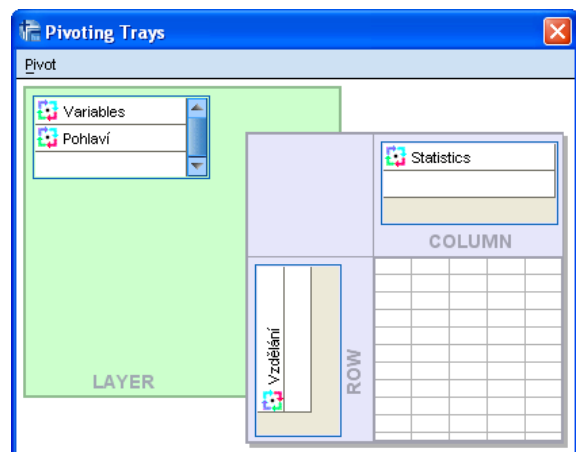 Pivoting Trays
Pivot
Variables
Pohlaví
Statistics
COLUMN
Vzdělání
ROW
LAYER